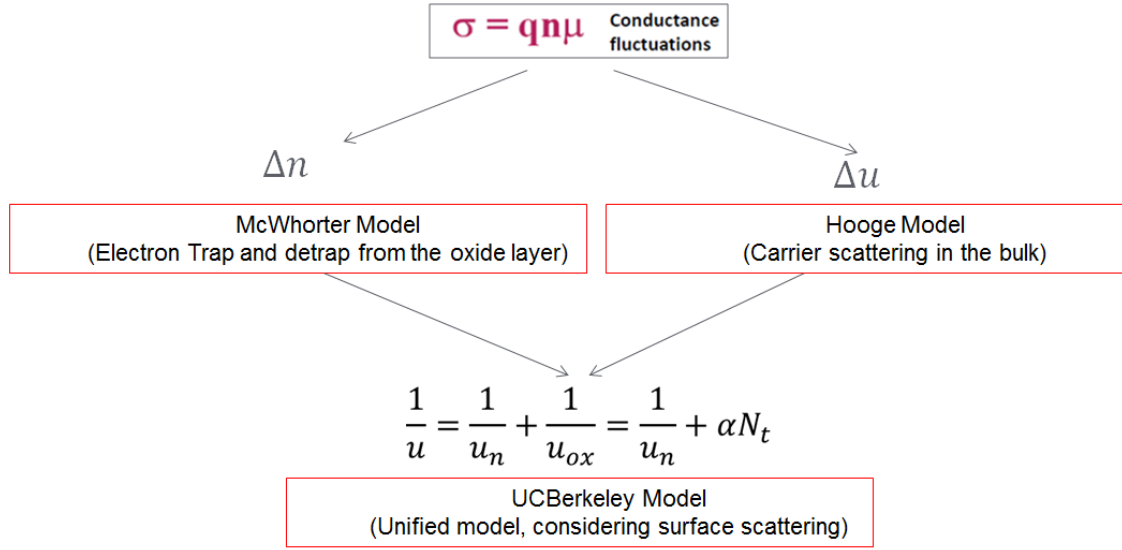 σ = qnμ Conductance fluctuations
Δn
Δu
McWhorter Model
(Electron Trap and detrap from the oxide layer)
Hooge Model
(Carrier scattering in the bulk)
1/u = 1/u_n + 1/u_ox = 1/u_n + αN_t
UCBerkeley Model
(Unified model, considering surface scattering)